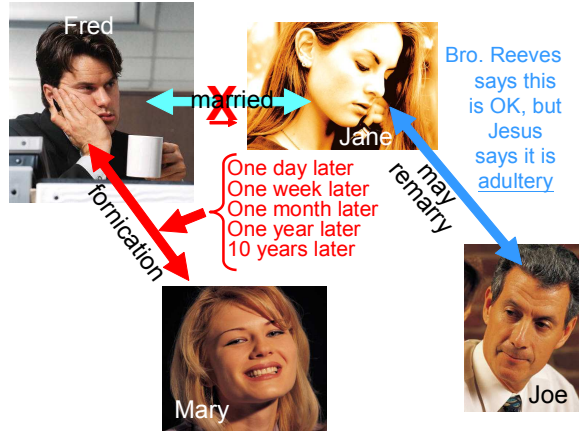 Fred
married
X
Jane
Bro. Reeves
says this
is OK, but
Jesus
says it is
adultery
may
remarry
fornication
One day later
One week later
One month later
One year later
10 years later
Mary
Joe